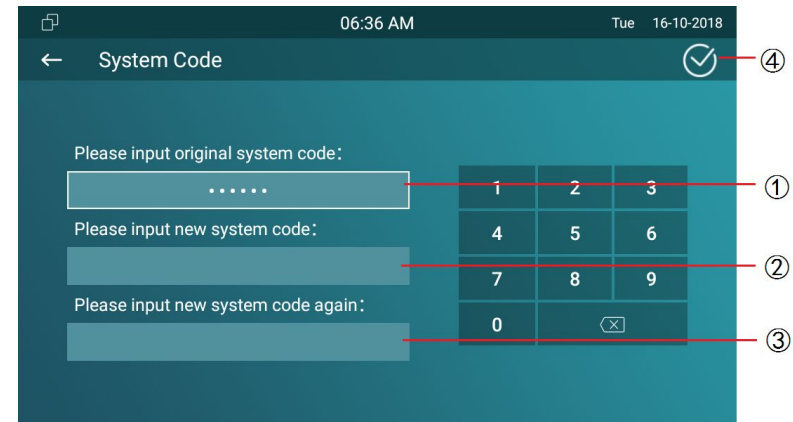 06:36 AM Tue 16-10-2018
System Code ④
Please input original system code:
•••••• ①
1 2 3
Please input new system code:
4 5 6
②
7 8 9
Please input new system code again:
0
③